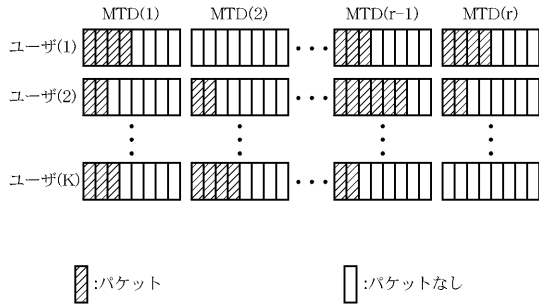 MTD(1) MTD(2) MTD(r-1) MTD(r)
ユーザ(1)
ユーザ(2)
ユーザ(K)
:パケット :パケットなし